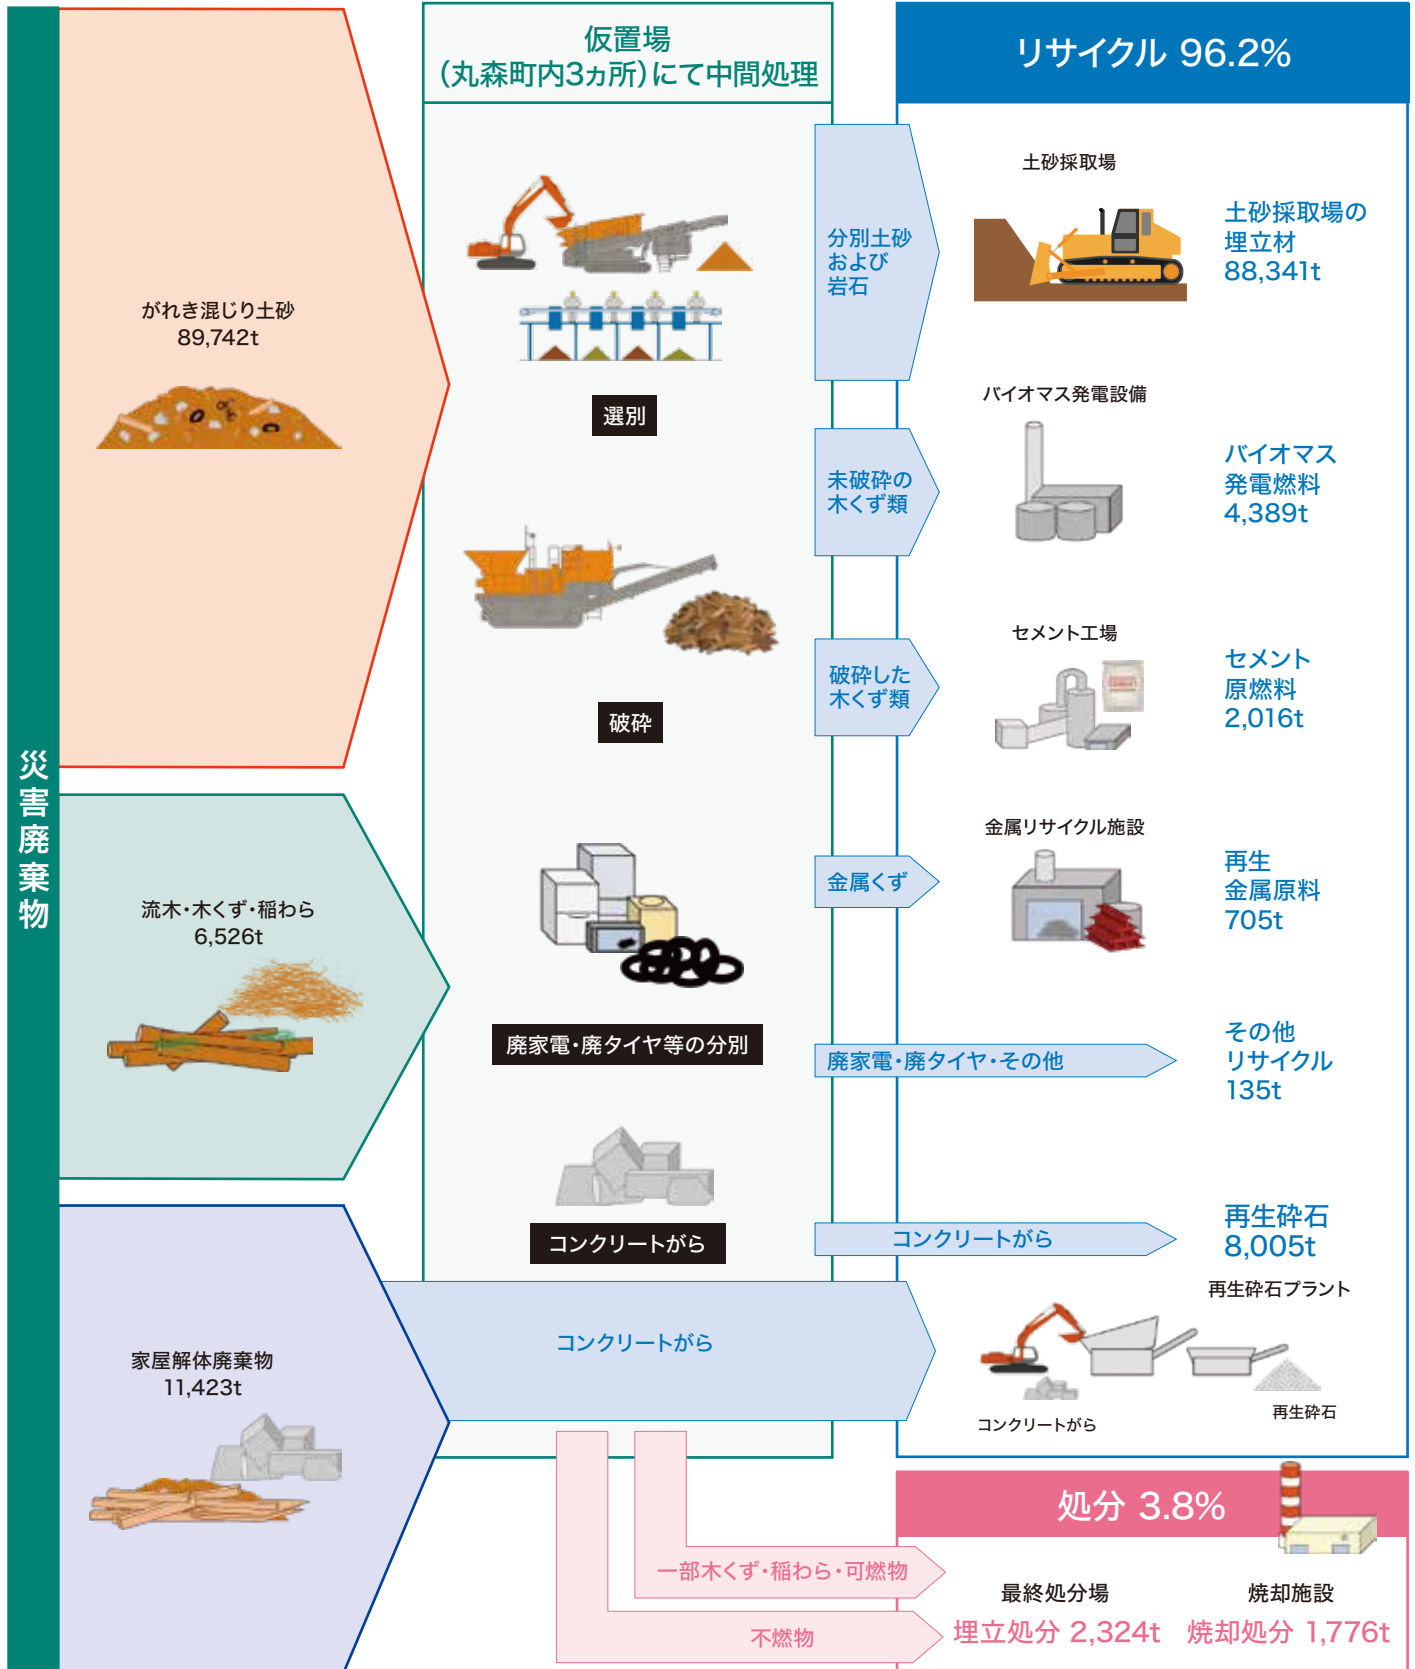 災害廃棄物
がれき混じり土砂
89,742t
流木・木くず・稲わら
6,526t
家屋解体廃棄物
11,423t
仮置場
(丸森町内3ヵ所)にて中間処理
選別
破砕
廃家電・廃タイヤ等の分別
コンクリートがら
分別土砂
および
岩石
未破砕の
木くず類
破砕した
木くず類
金属くず
廃家電・廃タイヤ・その他
コンクリートがら
コンクリートがら
一部木くず・稲わら・可燃物
不燃物
リサイクル 96.2%
土砂採取場
土砂採取場の
埋立材
88,341t
バイオマス発電設備
バイオマス
発電燃料
4,389t
セメント工場
セメント
原燃料
2,016t
金属リサイクル施設
再生
金属原料
705t
その他
リサイクル
135t
再生砕石
8,005t
再生砕石プラント
コンクリートがら
再生砕石
処分 3.8%
最終処分場
埋立処分 2,324t
焼却施設
焼却処分 1,776t